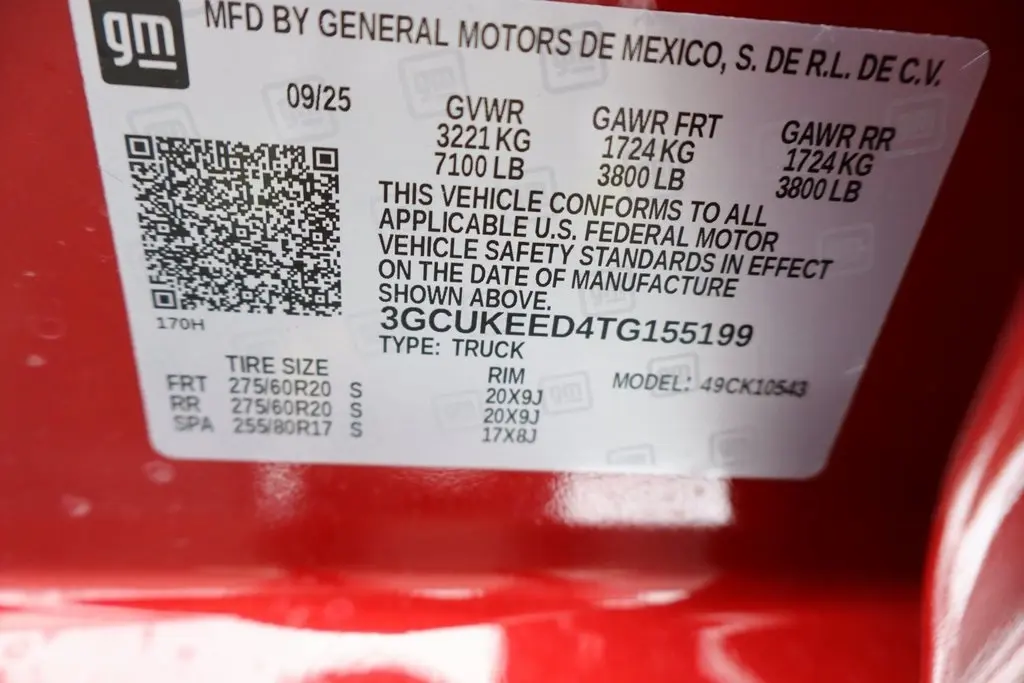 gm
MFD BY GENERAL MOTORS DE MEXICO, S. DE R.L. DE C.V.
09/25
GVWR GAWR FRT GAWR RR
3221 KG 1724 KG 1724 KG
7100 LB 3800 LB 3800 LB
THIS VEHICLE CONFORMS TO ALL
APPLICABLE U.S. FEDERAL MOTOR
VEHICLE SAFETY STANDARDS IN EFFECT
ON THE DATE OF MANUFACTURE
SHOWN ABOVE.
170H
3GCUKEED4TG155199
TYPE: TRUCK
TIRE SIZE RIM MODEL: 49CK10543
FRT 275/60R20 S 20X9J
RR 275/60R20 S 20X9J
SPA 255/80R17 S 17X8J